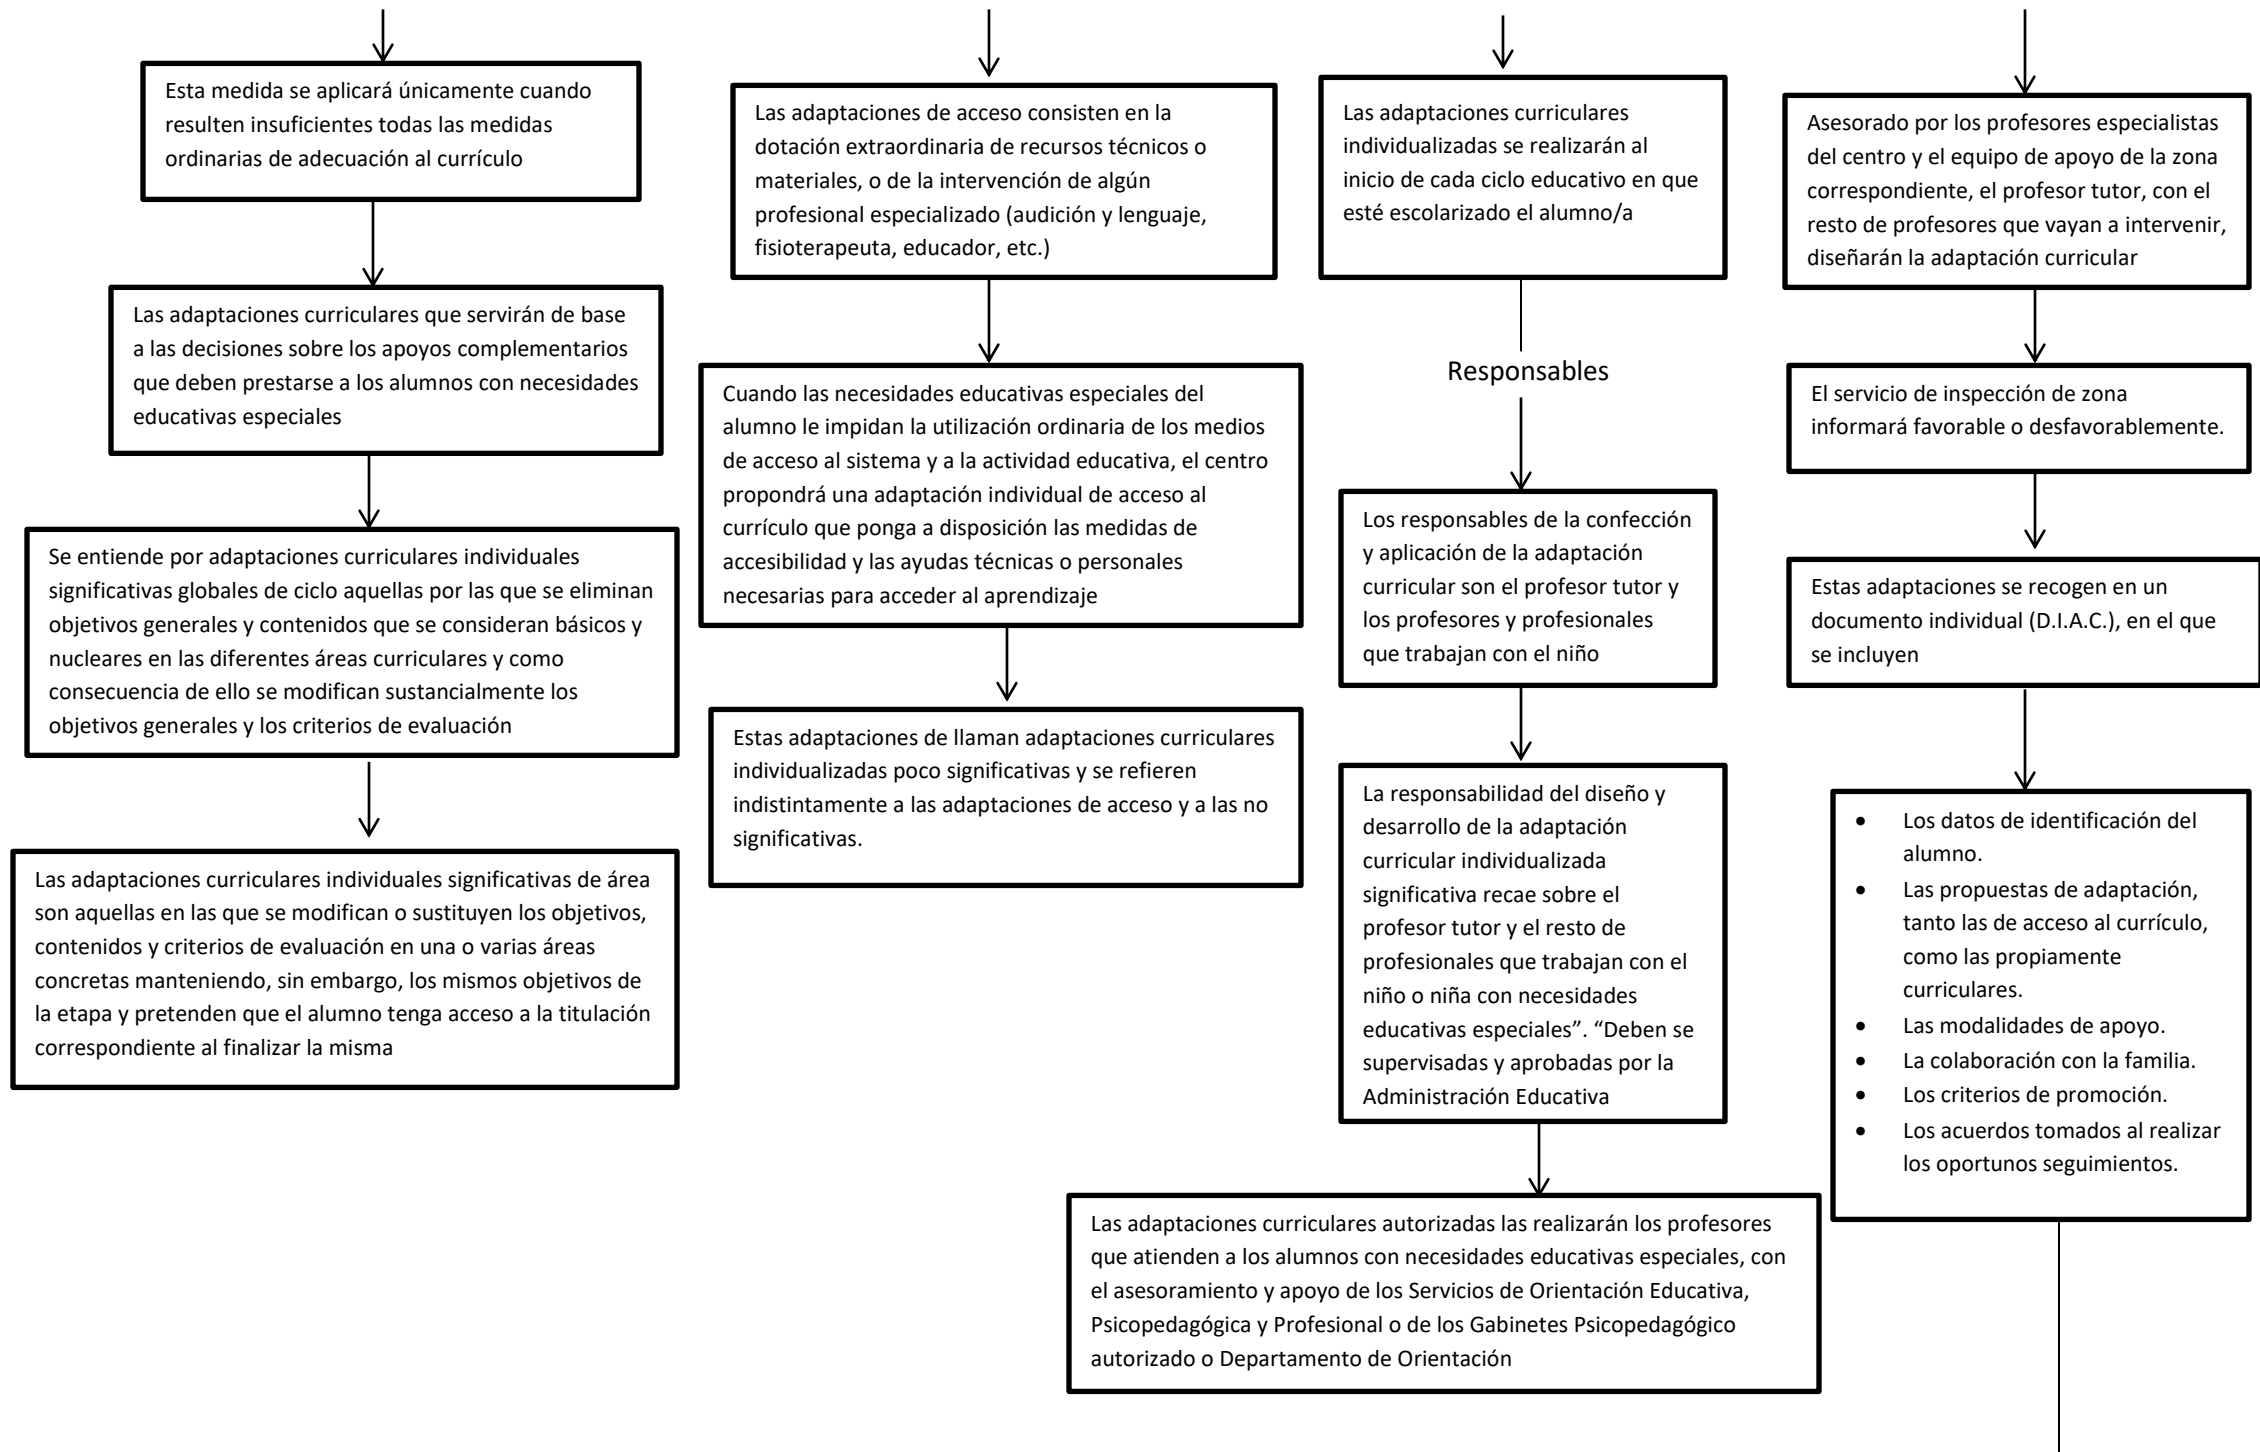 Esta medida se aplicará únicamente cuando
resulten insuficientes todas las medidas
ordinarias de adecuación al currículo
Las adaptaciones curriculares que servirán de base
a las decisiones sobre los apoyos complementarios
que deben prestarse a los alumnos con necesidades
educativas especiales
Se entiende por adaptaciones curriculares individuales
significativas globales de ciclo aquellas por las que se eliminan
objetivos generales y contenidos que se consideran básicos y
nucleares en las diferentes áreas curriculares y como
consecuencia de ello se modifican sustancialmente los
objetivos generales y los criterios de evaluación
Las adaptaciones curriculares individuales significativas de área
son aquellas en las que se modifican o sustituyen los objetivos,
contenidos y criterios de evaluación en una o varias áreas
concretas manteniendo, sin embargo, los mismos objetivos de
la etapa y pretenden que el alumno tenga acceso a la titulación
correspondiente al finalizar la misma
Las adaptaciones de acceso consisten en la
dotación extraordinaria de recursos técnicos o
materiales, o de la intervención de algún
profesional especializado (audición y lenguaje,
fisioterapeuta, educador, etc.)
Cuando las necesidades educativas especiales del
alumno le impidan la utilización ordinaria de los medios
de acceso al sistema y a la actividad educativa, el centro
propondrá una adaptación individual de acceso al
currículo que ponga a disposición las medidas de
accesibilidad y las ayudas técnicas o personales
necesarias para acceder al aprendizaje
Estas adaptaciones de llaman adaptaciones curriculares
individualizadas poco significativas y se refieren
indistintamente a las adaptaciones de acceso y a las no
significativas.
Las adaptaciones curriculares
individualizadas se realizarán al
inicio de cada ciclo educativo en que
esté escolarizado el alumno/a
Responsables
Los responsables de la confección
y aplicación de la adaptación
curricular son el profesor tutor y
los profesores y profesionales
que trabajan con el niño
La responsabilidad del diseño y
desarrollo de la adaptación
curricular individualizada
significativa recae sobre el
profesor tutor y el resto de
profesionales que trabajan con el
niño o niña con necesidades
educativas especiales”. “Deben se
supervisadas y aprobadas por la
Administración Educativa
Las adaptaciones curriculares autorizadas las realizarán los profesores
que atienden a los alumnos con necesidades educativas especiales, con
el asesoramiento y apoyo de los Servicios de Orientación Educativa,
Psicopedagógica y Profesional o de los Gabinetes Psicopedagógico
autorizado o Departamento de Orientación
Asesorado por los profesores especialistas
del centro y el equipo de apoyo de la zona
correspondiente, el profesor tutor, con el
resto de profesores que vayan a intervenir,
diseñarán la adaptación curricular
El servicio de inspección de zona
informará favorable o desfavorablemente.
Estas adaptaciones se recogen en un
documento individual (D.I.A.C.), en el que
se incluyen
• Los datos de identificación del
alumno.
• Las propuestas de adaptación,
tanto las de acceso al currículo,
como las propiamente
curriculares.
• Las modalidades de apoyo.
• La colaboración con la familia.
• Los criterios de promoción.
• Los acuerdos tomados al realizar
los oportunos seguimientos.